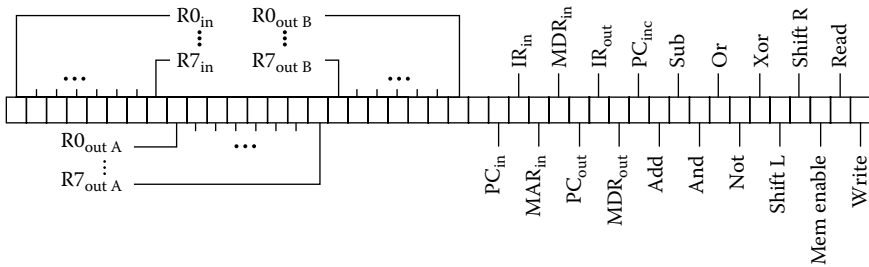 R0in
R0out B
R7in
R7out B
IRin
MDRin
IRout
PCinc
Sub
Or
Xor
Shift R
Read
R0out A
R7out A
PCin
MARin
PCout
MDRout
Add
And
Not
Shift L
Mem enable
Write